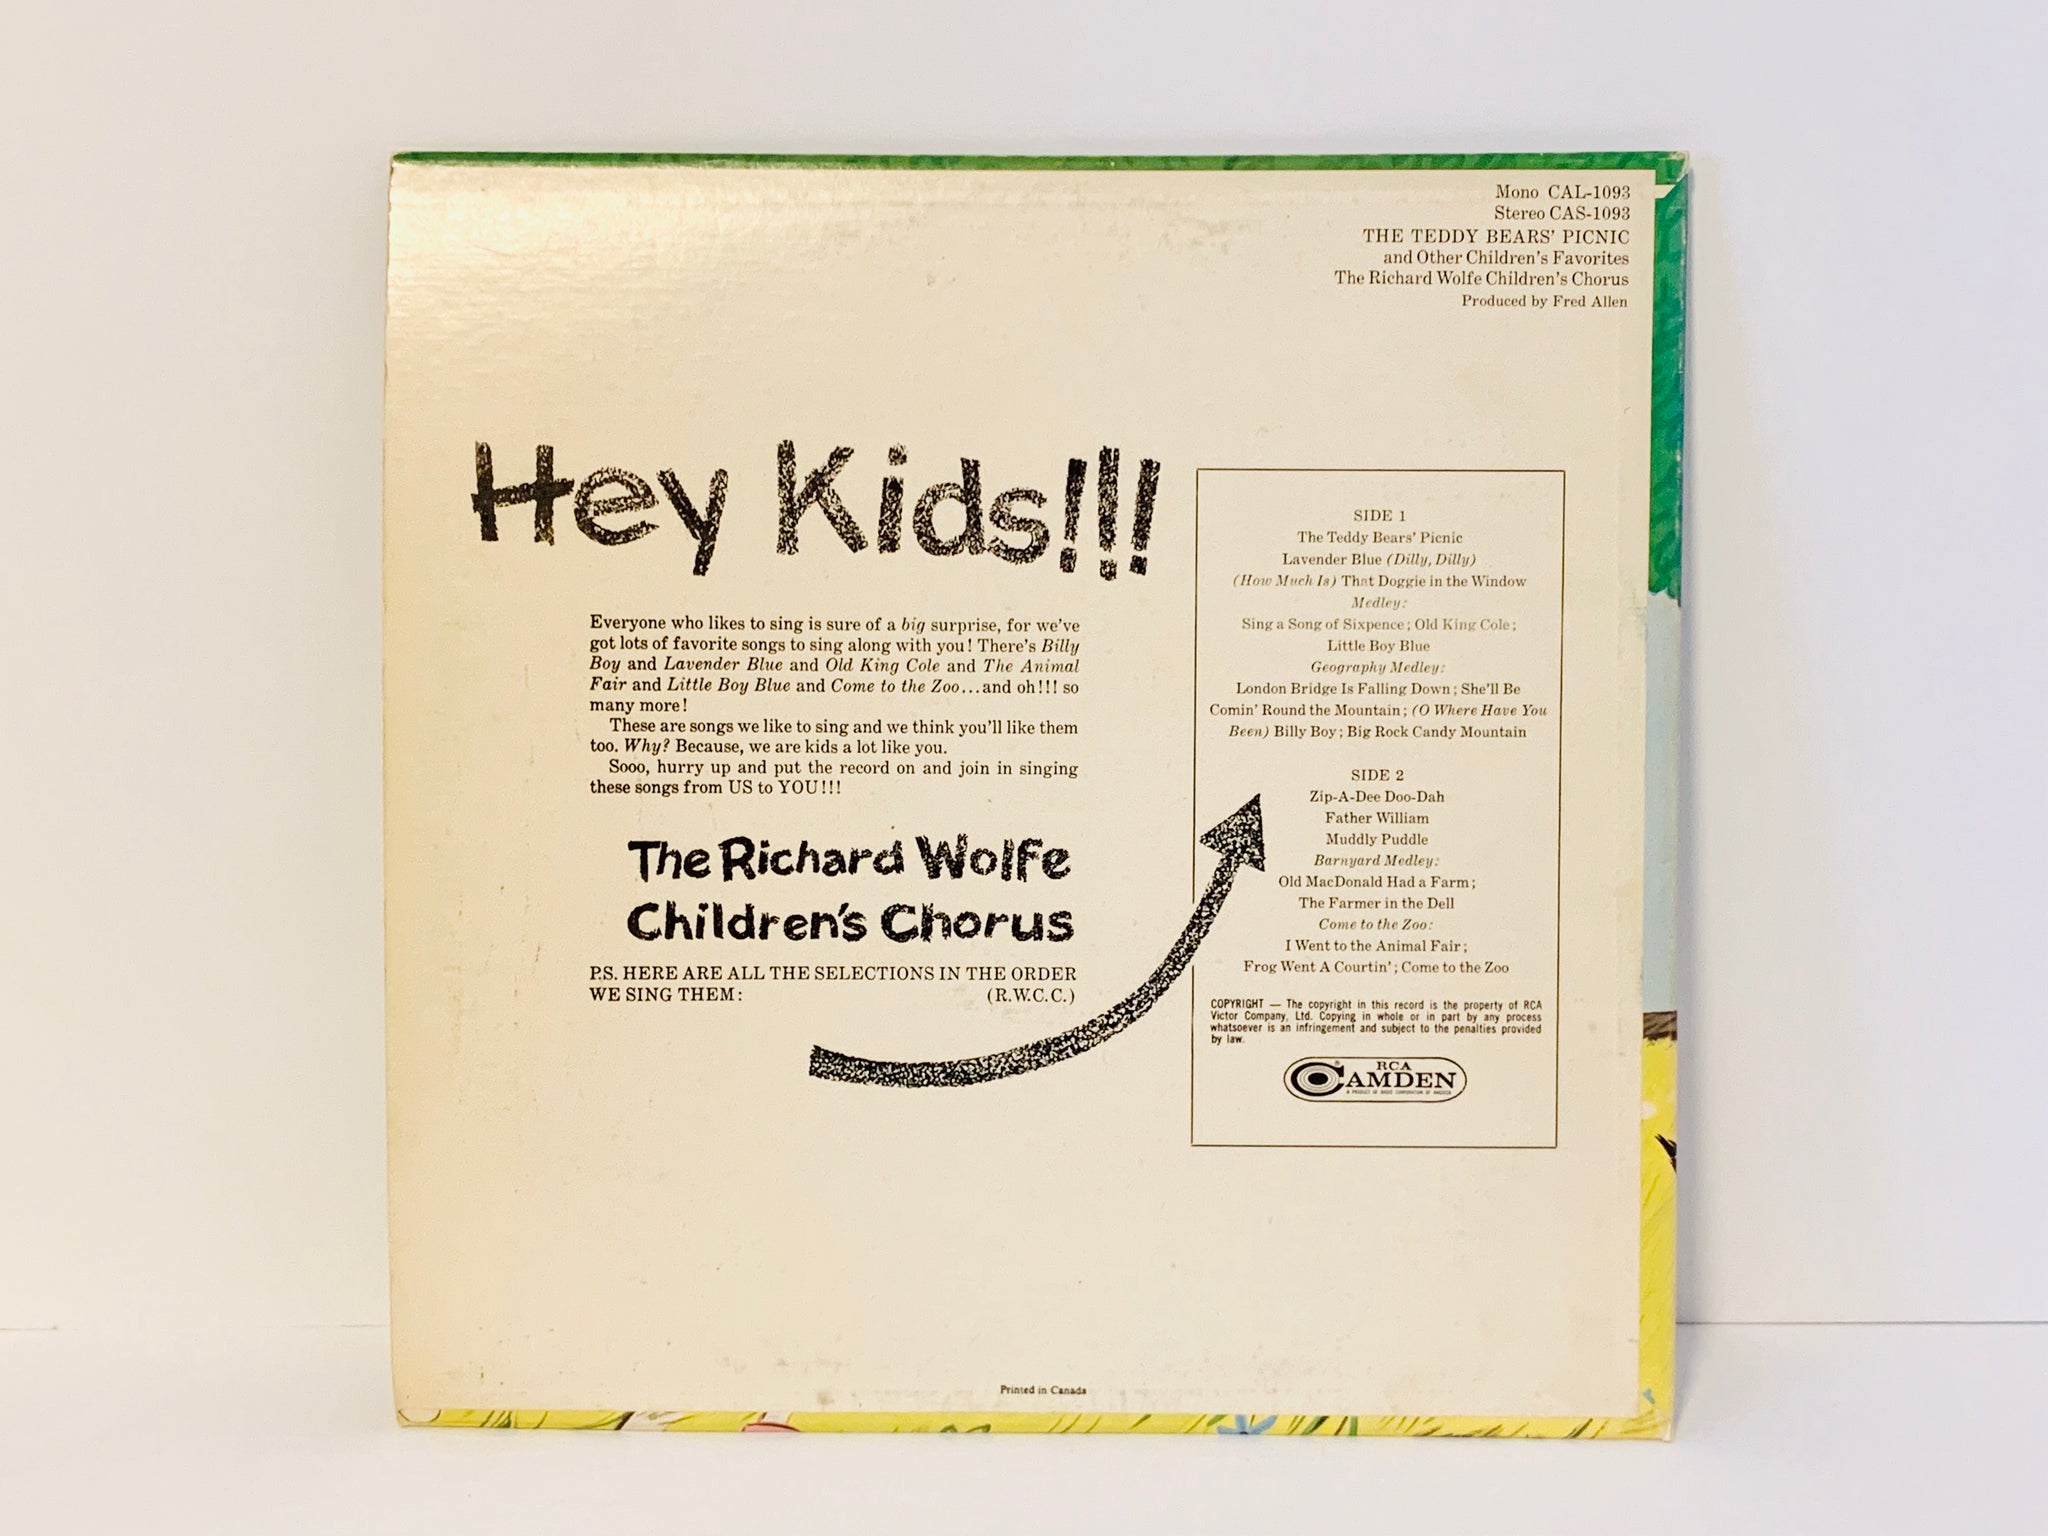 Mono CAL-1093
Stereo CAS-1093
THE TEDDY BEARS' PICNIC
and Other Children's Favorites
The Richard Wolfe Children's Chorus
Produced by Fred Allen
Hey Kids!!!
Everyone who likes to sing is sure of a big surprise, for we've
got lots of favorite songs to sing along with you! There's Billy
Boy and Lavender Blue and Old King Cole and The Animal
Fair and Little Boy Blue and Come to the Zoo...and oh!!! so
many more!
These are songs we like to sing and we think you'll like them
too. Why? Because, we are kids a lot like you.
Sooo, hurry up and put the record on and join in singing
these songs from US to YOU!!!
The Richard Wolfe
Children's Chorus
P.S. HERE ARE ALL THE SELECTIONS IN THE ORDER
WE SING THEM: (R.W.C.C.)
SIDE 1
The Teddy Bears' Picnic
Lavender Blue (Dilly, Dilly)
(How Much Is) That Doggie in the Window
Medley:
Sing a Song of Sixpence; Old King Cole;
Little Boy Blue
Geography Medley:
London Bridge Is Falling Down; She'll Be
Comin' Round the Mountain; (O Where Have You
Been) Billy Boy; Big Rock Candy Mountain
SIDE 2
Zip-A-Dee Doo-Dah
Father William
Muddly Puddle
Barnyard Medley:
Old MacDonald Had a Farm;
The Farmer in the Dell
Come to the Zoo:
I Went to the Animal Fair;
Frog Went A Courtin'; Come to the Zoo
COPYRIGHT — The copyright in this record is the property of RCA
Victor Company, Ltd. Copying in whole or in part by any process
whatsoever is an infringement and subject to the penalties provided
by law.
RCA
CAMDEN
A PRODUCT OF RADIO CORPORATION OF AMERICA
Printed in Canada